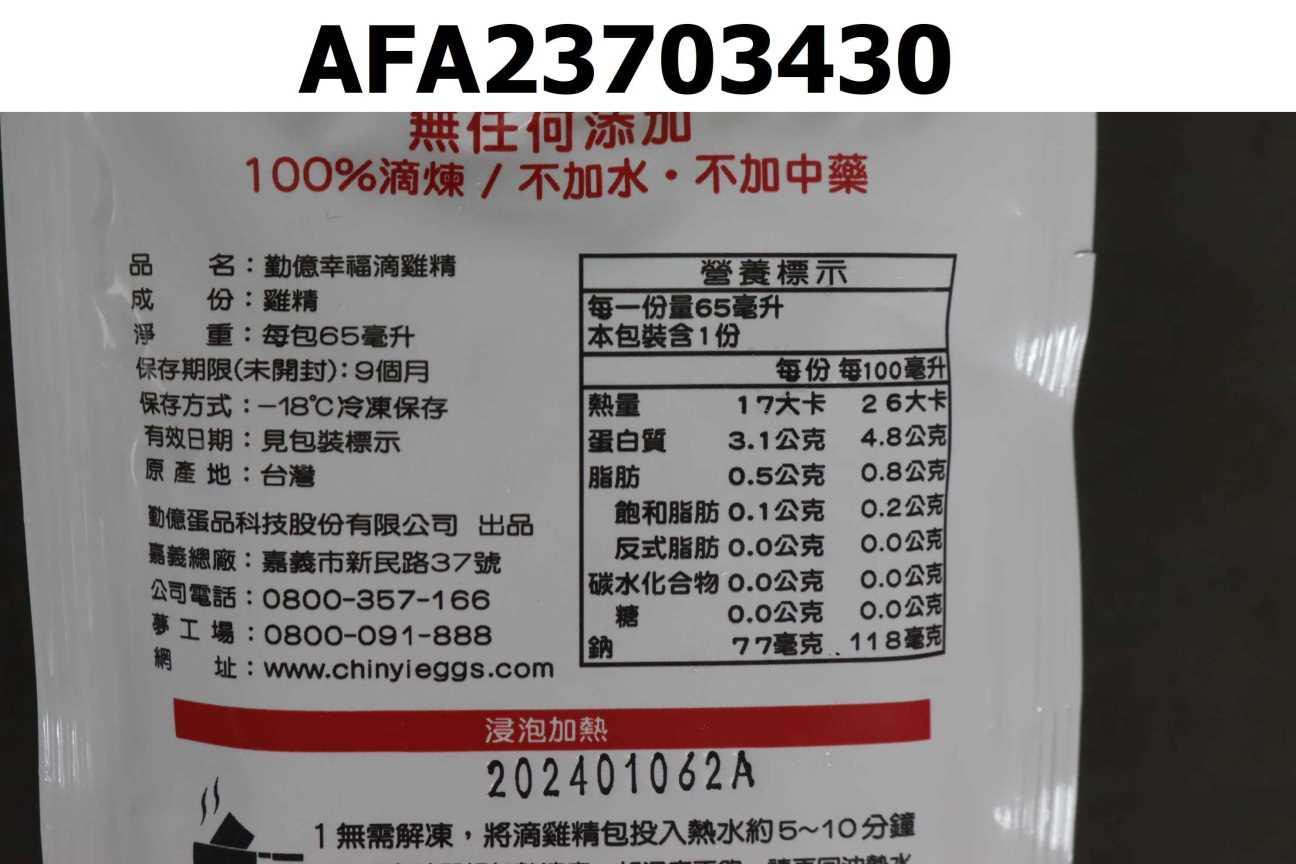 AFA23703430
無任何添加
100%滴煉 / 不加水・不加中藥
品 名：勤億幸福滴雞精
成 份：雞精
淨 重：每包65毫升
保存期限(未開封)：9個月
保存方式：-18℃冷凍保存
有效日期：見包裝標示
原產地：台灣
勤億蛋品科技股份有限公司 出品
嘉義總廠：嘉義市新民路37號
公司電話：0800-357-166
夢工場：0800-091-888
網 址：www.chinyieggs.com
營養標示
每一份量65毫升
本包裝含1份
每份 每100毫升
熱量 17大卡 26大卡
蛋白質 3.1公克 4.8公克
脂肪 0.5公克 0.8公克
飽和脂肪 0.1公克 0.2公克
反式脂肪 0.0公克 0.0公克
碳水化合物 0.0公克 0.0公克
糖 0.0公克 0.0公克
鈉 77毫克 118毫克
浸泡加熱
202401062A
1 無需解凍，將滴雞精包投入熱水約5~10分鐘